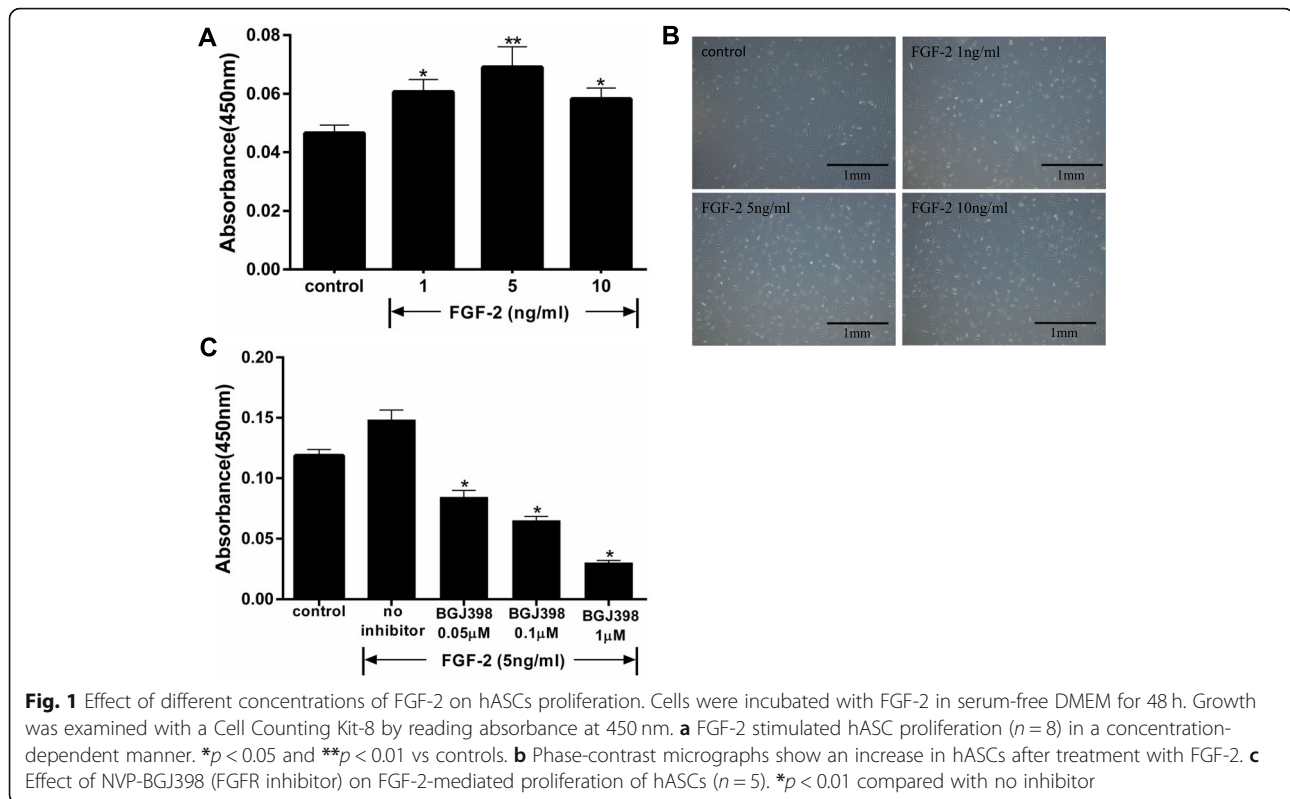 A
Absorbance(450nm)
0.08
0.06
0.04
0.02
0.00
*
**
*
control
1
5
10
FGF-2 (ng/ml)
B
control
1mm
FGF-2 1ng/ml
1mm
FGF-2 5ng/ml
1mm
FGF-2 10ng/ml
1mm
C
Absorbance(450nm)
0.20
0.15
0.10
0.05
0.00
*
*
*
control
no
inhibitor
BGJ398
0.05μM
BGJ398
0.1μM
BGJ398
1μM
FGF-2 (5ng/ml)
Fig. 1 Effect of different concentrations of FGF-2 on hASCs proliferation. Cells were incubated with FGF-2 in serum-free DMEM for 48 h. Growth
was examined with a Cell Counting Kit-8 by reading absorbance at 450 nm. a FGF-2 stimulated hASC proliferation (n = 8) in a concentration-
dependent manner. *p < 0.05 and **p < 0.01 vs controls. b Phase-contrast micrographs show an increase in hASCs after treatment with FGF-2. c
Effect of NVP-BGJ398 (FGFR inhibitor) on FGF-2-mediated proliferation of hASCs (n = 5). *p < 0.01 compared with no inhibitor